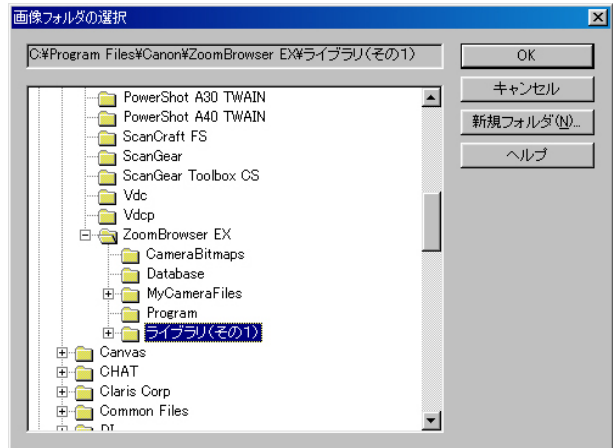 画像フォルダの選択
C:¥Program Files¥Canon¥ZoomBrowser EX¥ライブラリ(その1)
OK
キャンセル
新規フォルダ(N)...
ヘルプ
PowerShot A30 TWAIN
PowerShot A40 TWAIN
ScanCraft FS
ScanGear
ScanGear Toolbox CS
Vdc
Vdcp
ZoomBrowser EX
CameraBitmaps
Database
MyCameraFiles
Program
ライブラリ(その1)
Canvas
CHAT
Claris Corp
Common Files